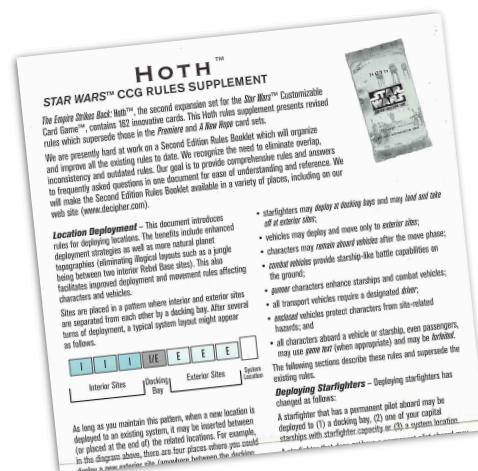 HOTH™
STAR WARS™ CCG RULES SUPPLEMENT
The Empire Strikes Back: Hoth™, the second expansion set for the Star Wars™ Customizable
Card Game™, contains 162 innovative cards. This Hoth rules supplement presents revised
rules which supersede those in the Premiere and A New Hope card sets.
We are presently hard at work on a Second Edition Rules Booklet which will organize
and improve all the existing rules to date. We recognize the need to eliminate overlap,
inconsistency and outdated rules. Our goal is to provide comprehensive rules and answers
to frequently asked questions in one document for ease of understanding and reference. We
will make the Second Edition Rules Booklet available in a variety of places, including on our
web site (www.decipher.com).
HOTH
STAR
WARS
Location Deployment – This document introduces
rules for deploying locations. The benefits include enhanced
deployment strategies as well as more natural planet
topographies (eliminating illogical layouts such as a jungle
being between two interior Rebel Base sites). This also
facilitates improved deployment and movement rules affecting
characters and vehicles.
Sites are placed in a pattern where interior and exterior sites
are separated from each other by a docking bay. After several
turns of deployment, a typical system layout might appear
as follows.
I I I I/E E E E
Interior Sites Docking Bay Exterior Sites System Location
As long as you maintain this pattern, when a new location is
deployed to an existing system, it may be inserted between
(or placed at the end of) the related locations. For example,
in the diagram above, there are four places where you could
deploy a new exterior site (anywhere between the docking
• starfighters may deploy at docking bays and may land and take
off at exterior sites;
• vehicles may deploy and move only to exterior sites;
• characters may remain aboard vehicles after the move phase;
• combat vehicles provide starship-like battle capabilities on
the ground;
• gunner characters enhance starships and combat vehicles;
• all transport vehicles require a designated driver;
• enclosed vehicles protect characters from site-related
hazards; and
• all characters aboard a vehicle or starship, even passengers,
may use game text (when appropriate) and may be forfeited.
The following sections describe these rules and supersede the
existing rules.
Deploying Starfighters – Deploying starfighters has
changed as follows:
A starfighter that has a permanent pilot aboard may be
deployed to (1) a docking bay, (2) one of your capital
starships with starfighter capacity or (3) a system location.